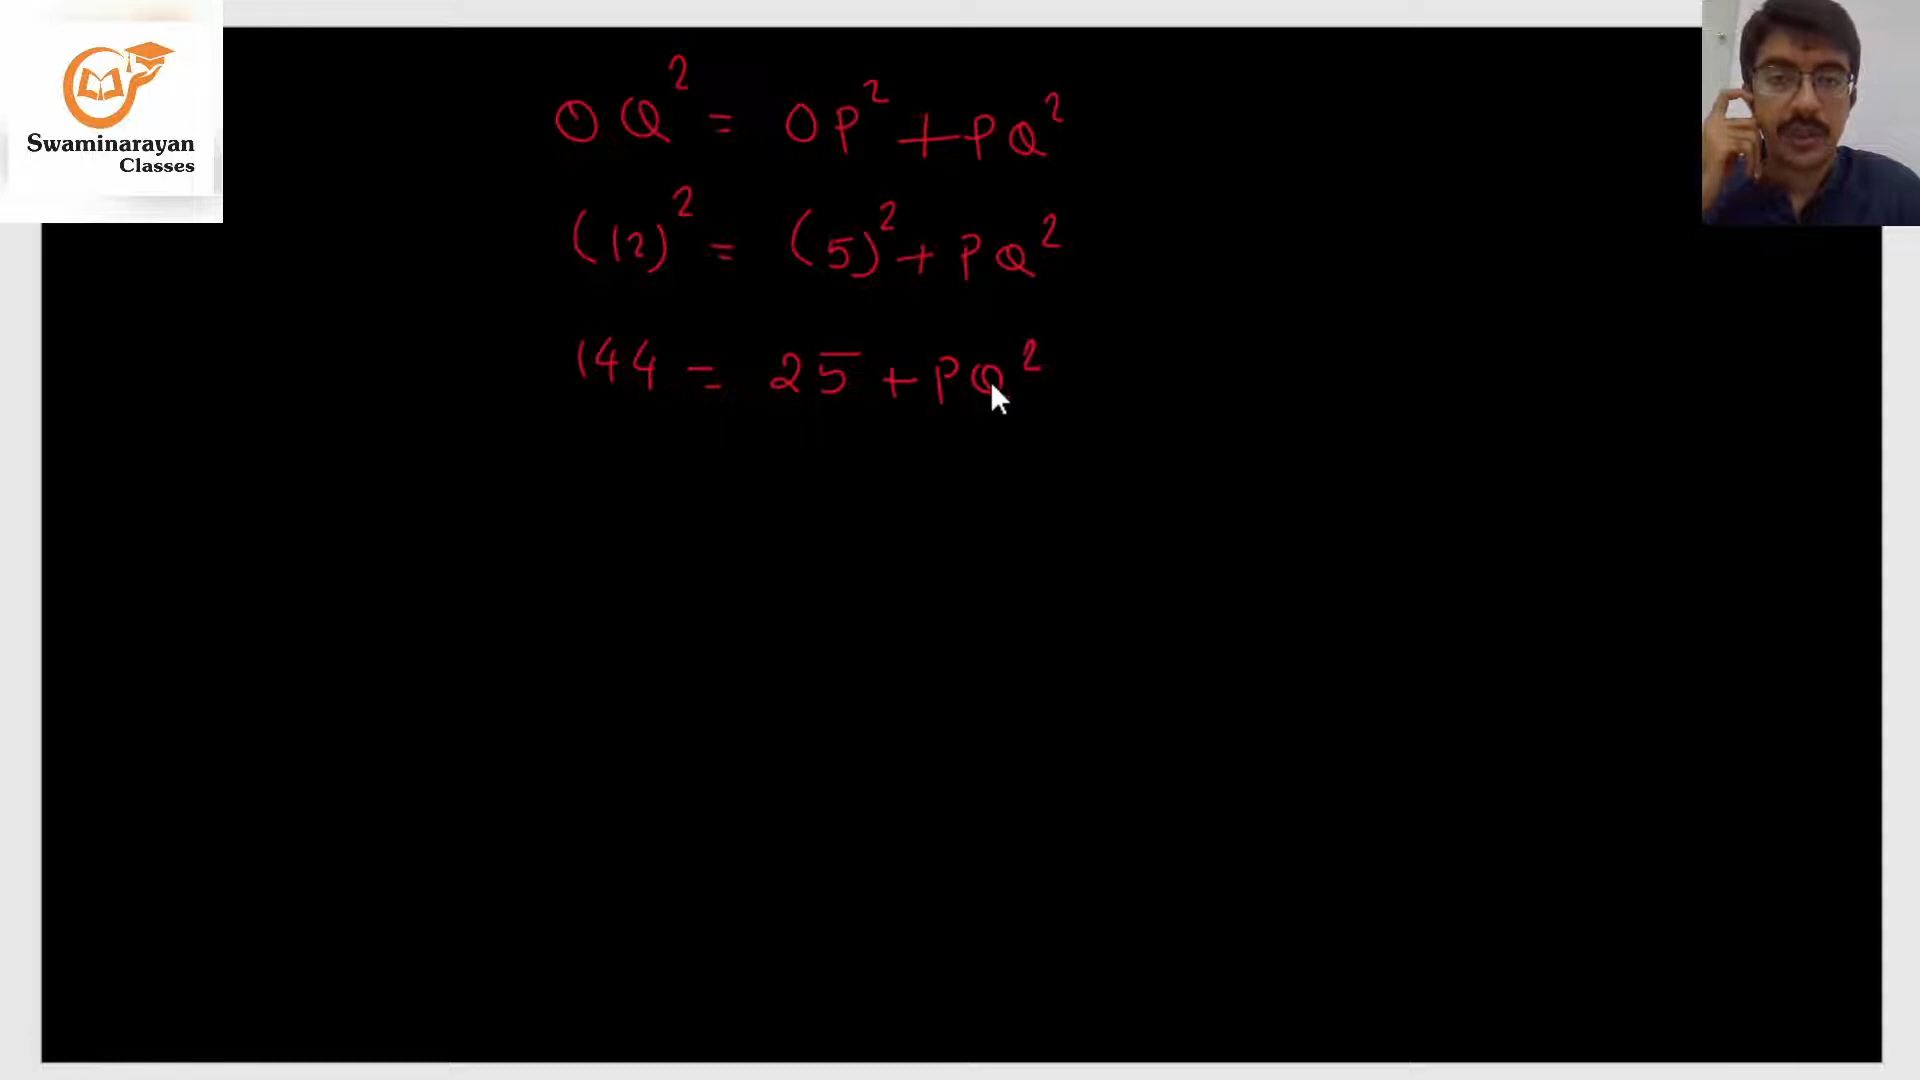 Swaminarayan
Classes
OQ² = OP² + PQ²
(12)² = (5)² + PQ²
144 = 25 + PQ²